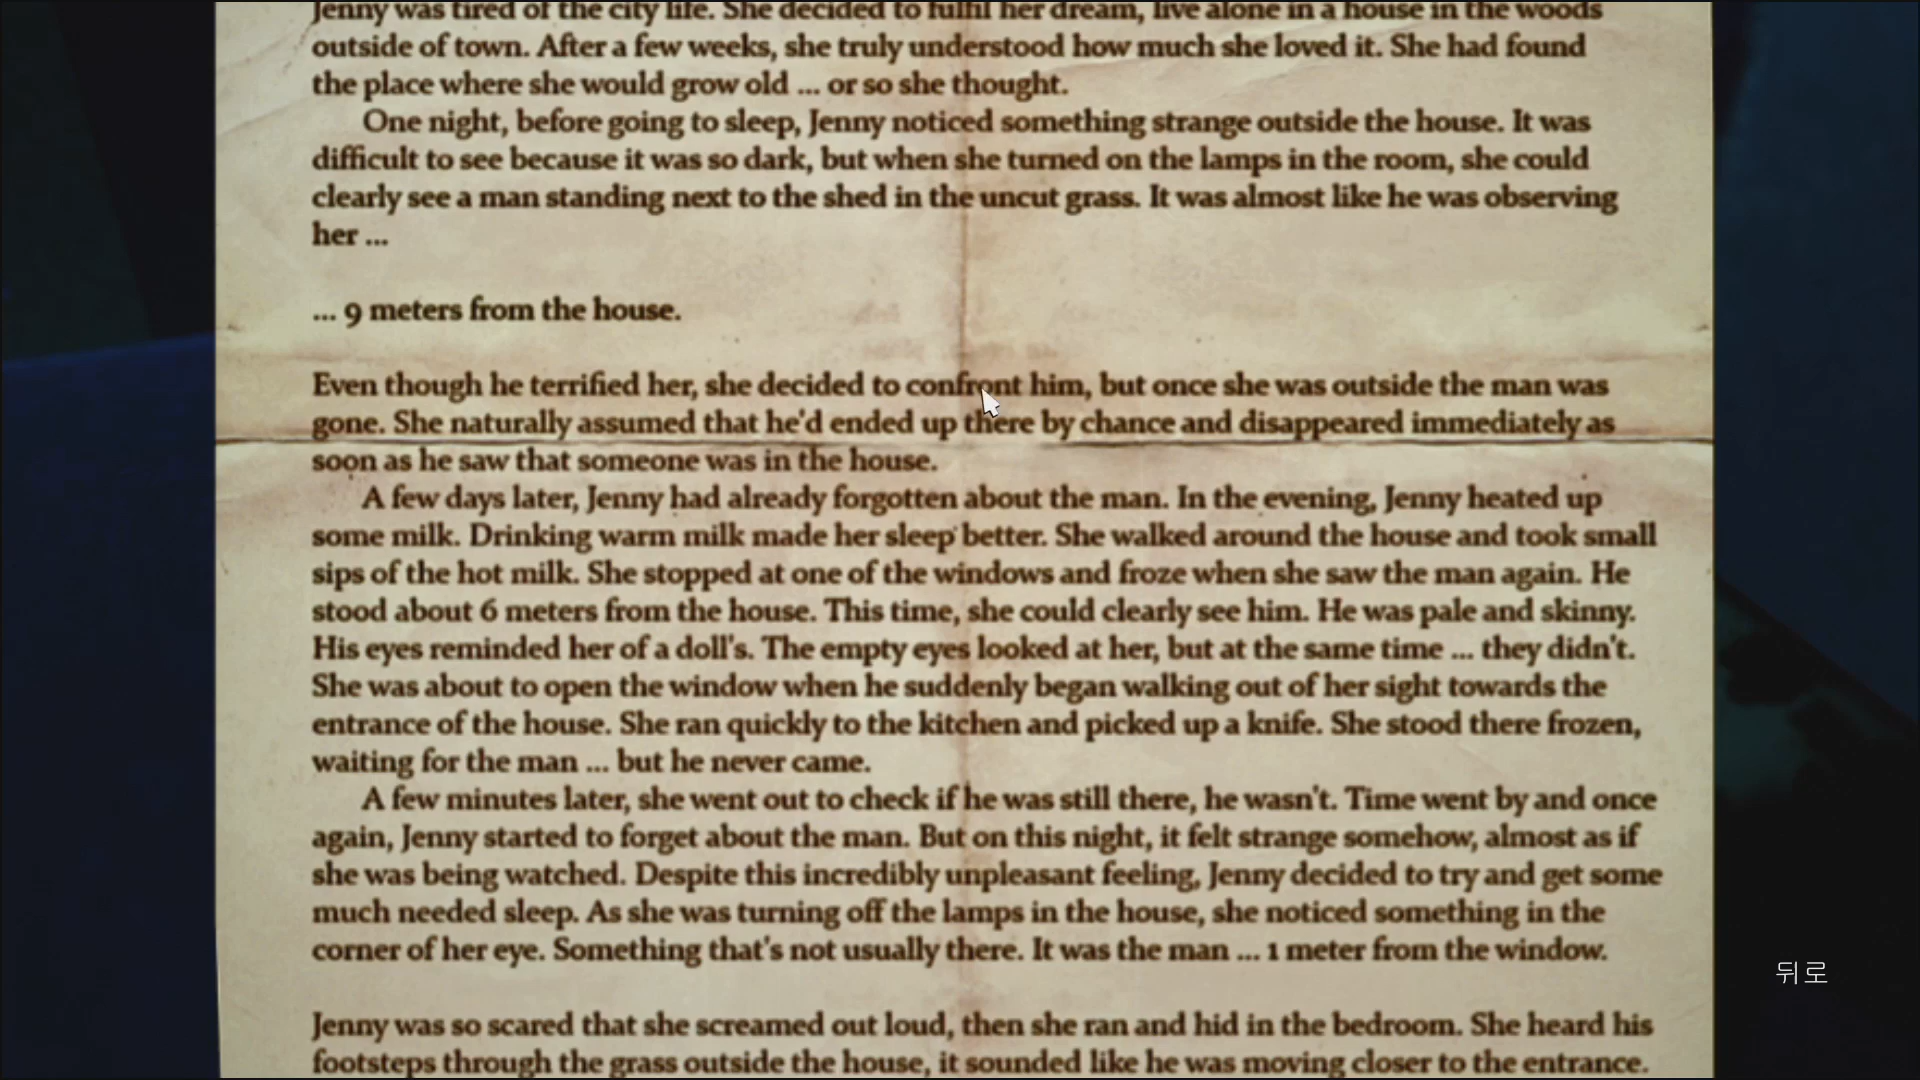 Jenny was tired of the city life. She decided to fulfil her dream, live alone in a house in the woods
outside of town. After a few weeks, she truly understood how much she loved it. She had found
the place where she would grow old ... or so she thought.
One night, before going to sleep, Jenny noticed something strange outside the house. It was
difficult to see because it was so dark, but when she turned on the lamps in the room, she could
clearly see a man standing next to the shed in the uncut grass. It was almost like he was observing
her ...
... 9 meters from the house.
Even though he terrified her, she decided to confront him, but once she was outside the man was
gone. She naturally assumed that he'd ended up there by chance and disappeared immediately as
soon as he saw that someone was in the house.
A few days later, Jenny had already forgotten about the man. In the evening, Jenny heated up
some milk. Drinking warm milk made her sleep better. She walked around the house and took small
sips of the hot milk. She stopped at one of the windows and froze when she saw the man again. He
stood about 6 meters from the house. This time, she could clearly see him. He was pale and skinny.
His eyes reminded her of a doll's. The empty eyes looked at her, but at the same time ... they didn't.
She was about to open the window when he suddenly began walking out of her sight towards the
entrance of the house. She ran quickly to the kitchen and picked up a knife. She stood there frozen,
waiting for the man ... but he never came.
A few minutes later, she went out to check if he was still there, he wasn't. Time went by and once
again, Jenny started to forget about the man. But on this night, it felt strange somehow, almost as if
she was being watched. Despite this incredibly unpleasant feeling, Jenny decided to try and get some
much needed sleep. As she was turning off the lamps in the house, she noticed something in the
corner of her eye. Something that's not usually there. It was the man ... 1 meter from the window.
Jenny was so scared that she screamed out loud, then she ran and hid in the bedroom. She heard his
footsteps through the grass outside the house, it sounded like he was moving closer to the entrance.
뒤로